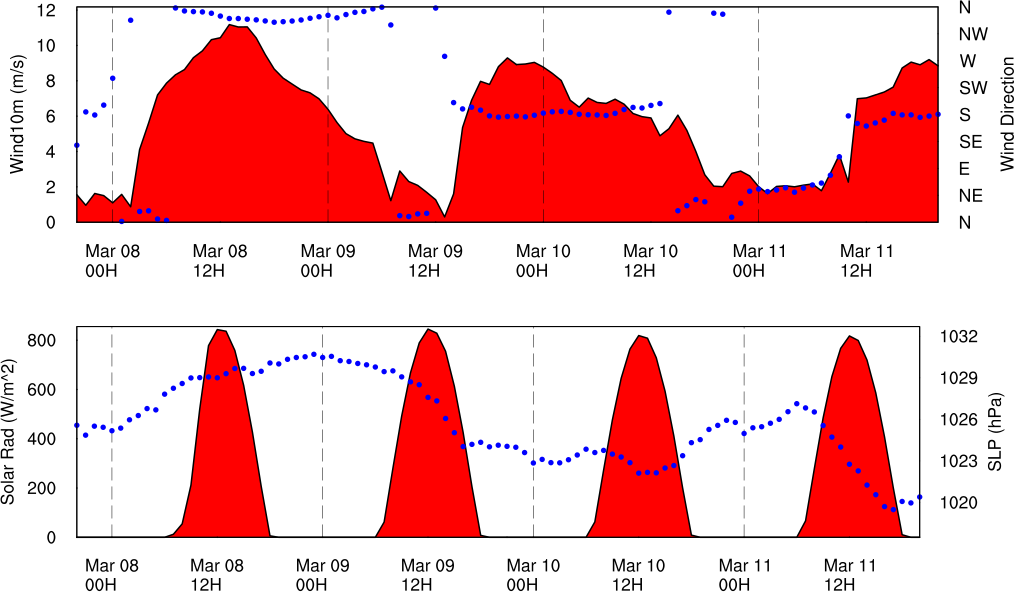 12
10
8
6
4
2
0
Wind10m (m/s)
N
NW
W
SW
S
SE
E
NE
N
Wind Direction
Mar 08 Mar 08 Mar 09 Mar 09 Mar 10 Mar 10 Mar 11 Mar 11
00H 12H 00H 12H 00H 12H 00H 12H
800
600
400
200
0
Solar Rad (W/m^2)
1032
1029
1026
1023
1020
SLP (hPa)
Mar 08 Mar 08 Mar 09 Mar 09 Mar 10 Mar 10 Mar 11 Mar 11
00H 12H 00H 12H 00H 12H 00H 12H